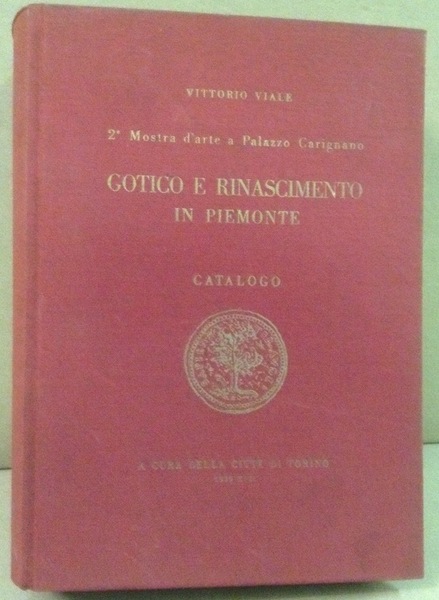 VITTORIO VIALE
2ª Mostra d'arte a Palazzo Carignano
GOTICO E RINASCIMENTO
IN PIEMONTE
CATALOGO
A CURA DELLA CITTÀ DI TORINO